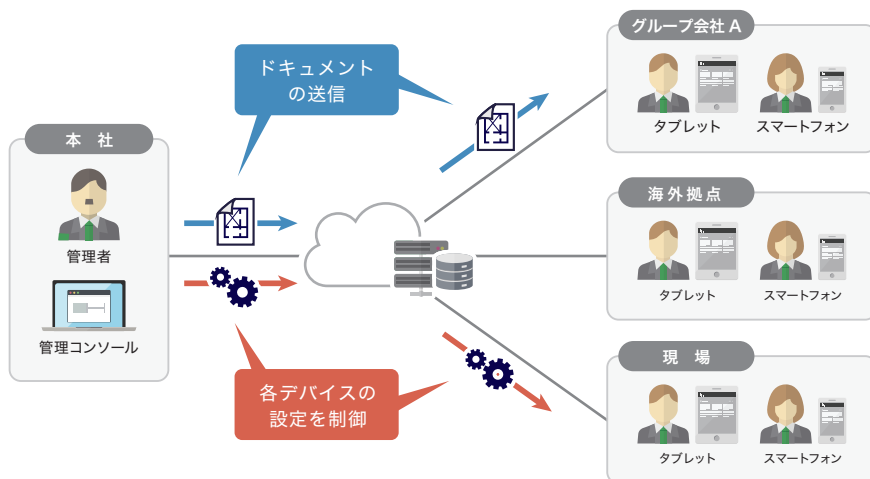 本 社
管理者
管理コンソール
ドキュメント
の送信
各デバイスの
設定を制御
グループ会社 A
タブレット
スマートフォン
海外拠点
タブレット
スマートフォン
現 場
タブレット
スマートフォン